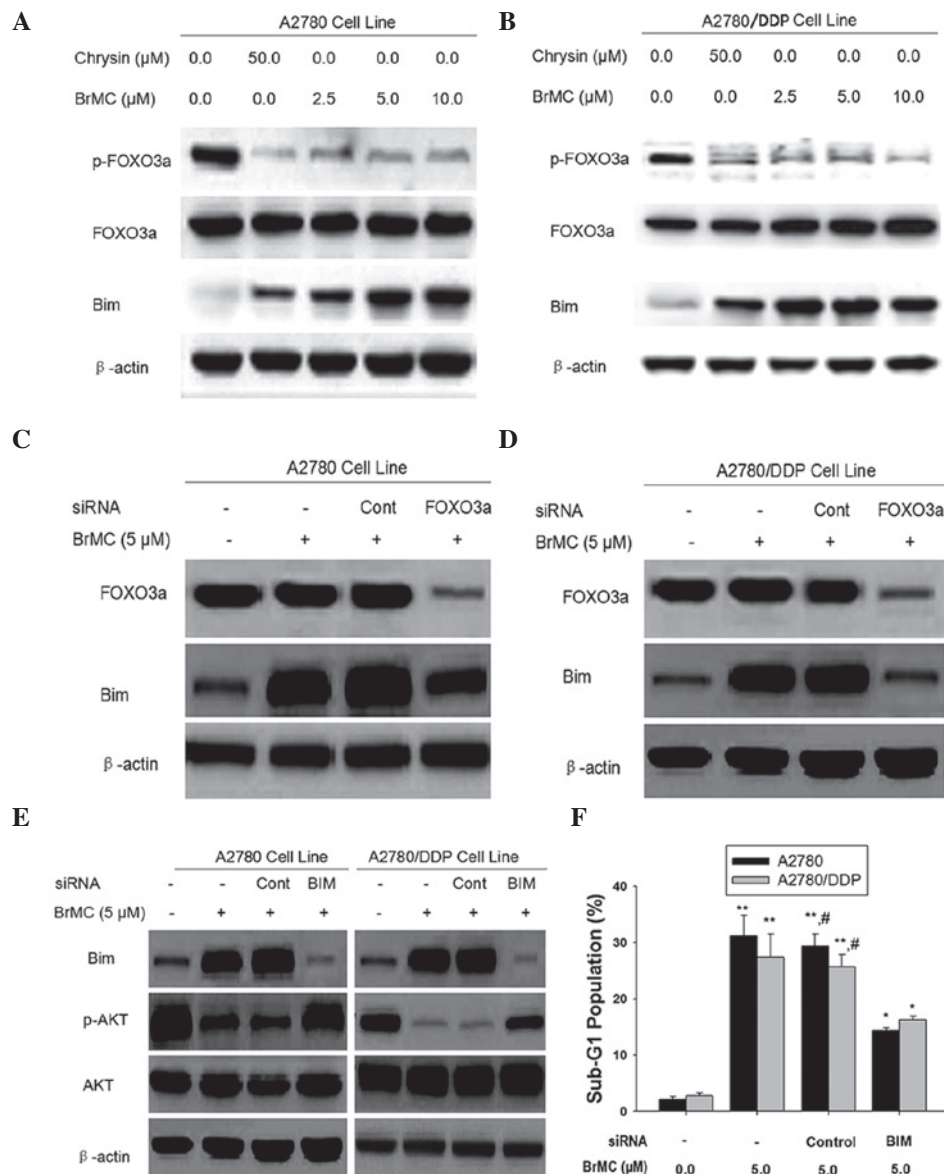 A
A2780 Cell Line
Chrysin (µM) 0.0 50.0 0.0 0.0 0.0
BrMC (µM) 0.0 0.0 2.5 5.0 10.0
p-FOXO3a
FOXO3a
Bim
β-actin
B
A2780/DDP Cell Line
Chrysin (µM) 0.0 50.0 0.0 0.0 0.0
BrMC (µM) 0.0 0.0 2.5 5.0 10.0
p-FOXO3a
FOXO3a
Bim
β-actin
C
A2780 Cell Line
siRNA - - Cont FOXO3a
BrMC (5 µM) - + + +
FOXO3a
Bim
β-actin
D
A2780/DDP Cell Line
siRNA - - Cont FOXO3a
BrMC (5 µM) - + + +
FOXO3a
Bim
β-actin
E
A2780 Cell Line A2780/DDP Cell Line
siRNA - - Cont BIM - - Cont BIM
BrMC (5 µM) - + + + - + + +
Bim
p-AKT
AKT
β-actin
F
A2780
A2780/DDP
Sub-G1 Population (%)
40
30
20
10
0
** ** **,# **,# * *
siRNA - - Control BIM
BrMC (µM) 0.0 5.0 5.0 5.0